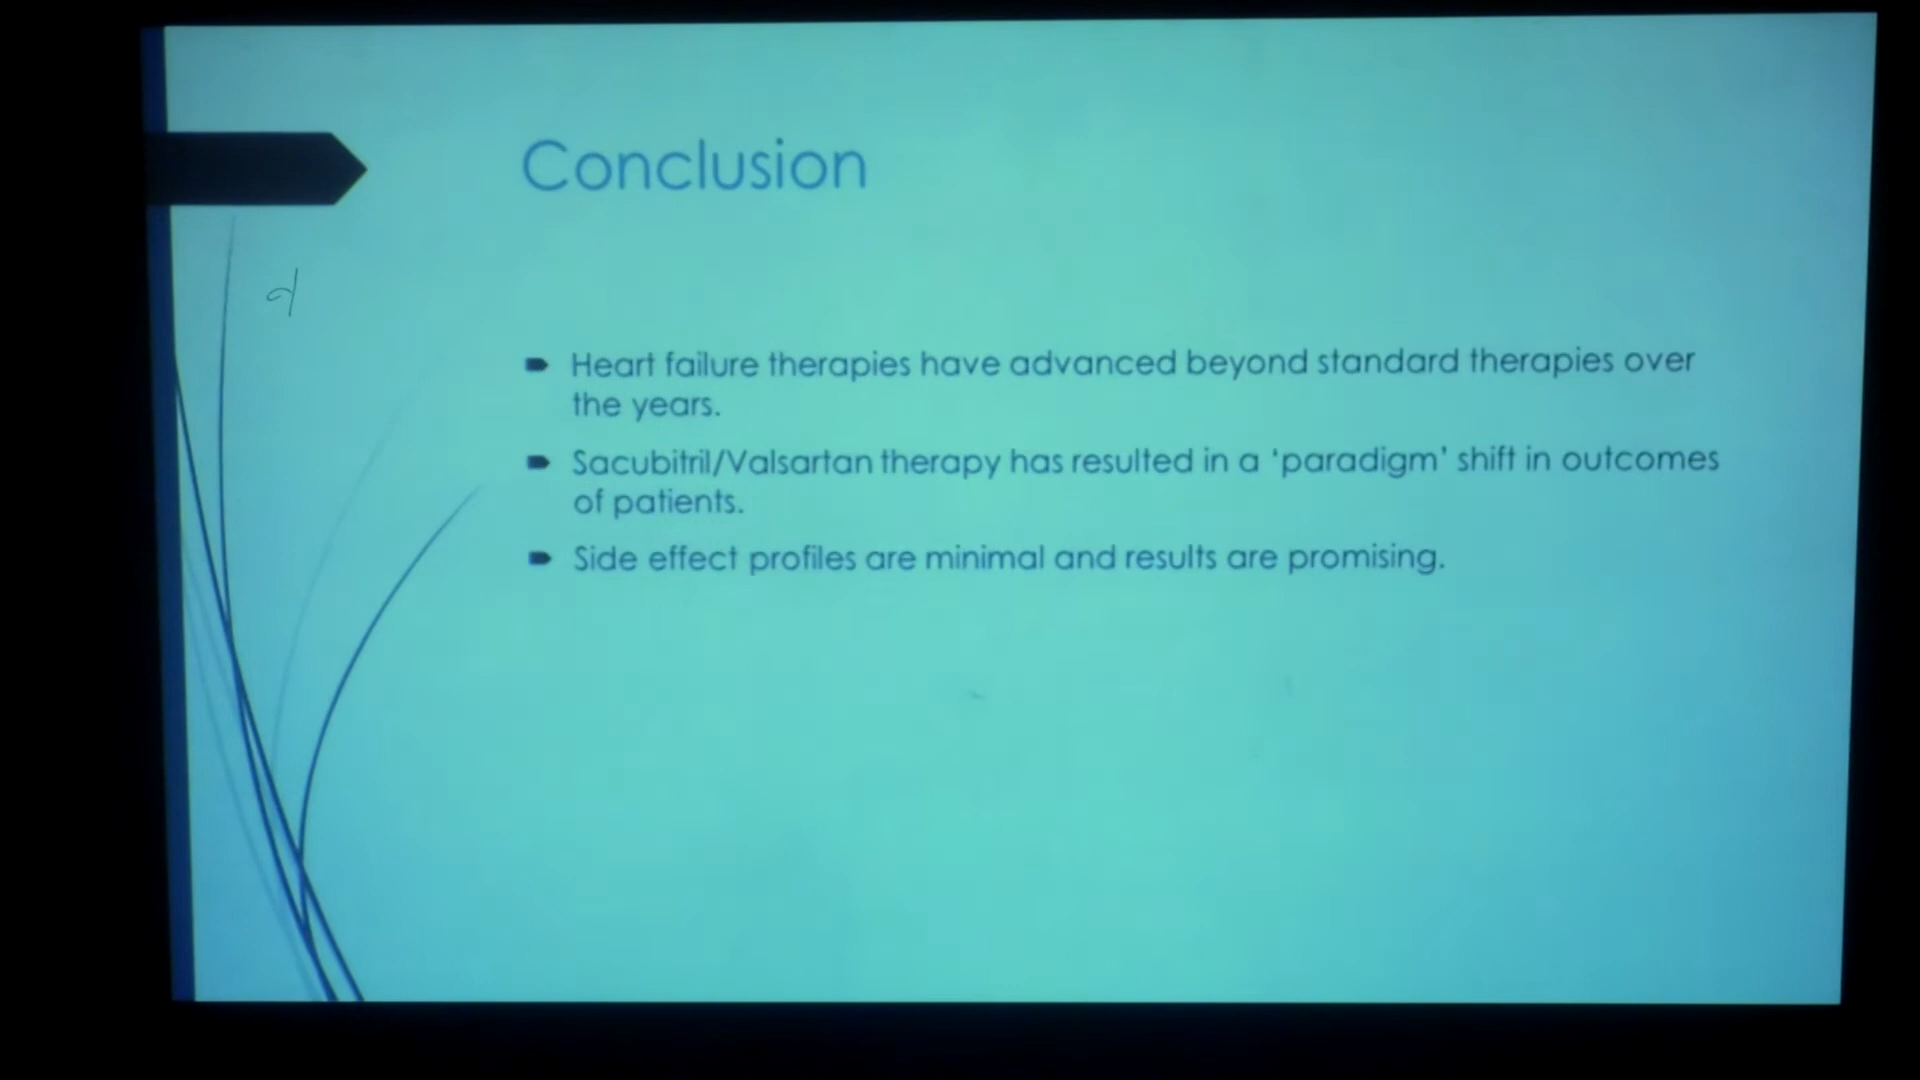 Conclusion
Heart failure therapies have advanced beyond standard therapies over
the years.
Sacubitril/Valsartan therapy has resulted in a ‘paradigm’ shift in outcomes
of patients.
Side effect profiles are minimal and results are promising.